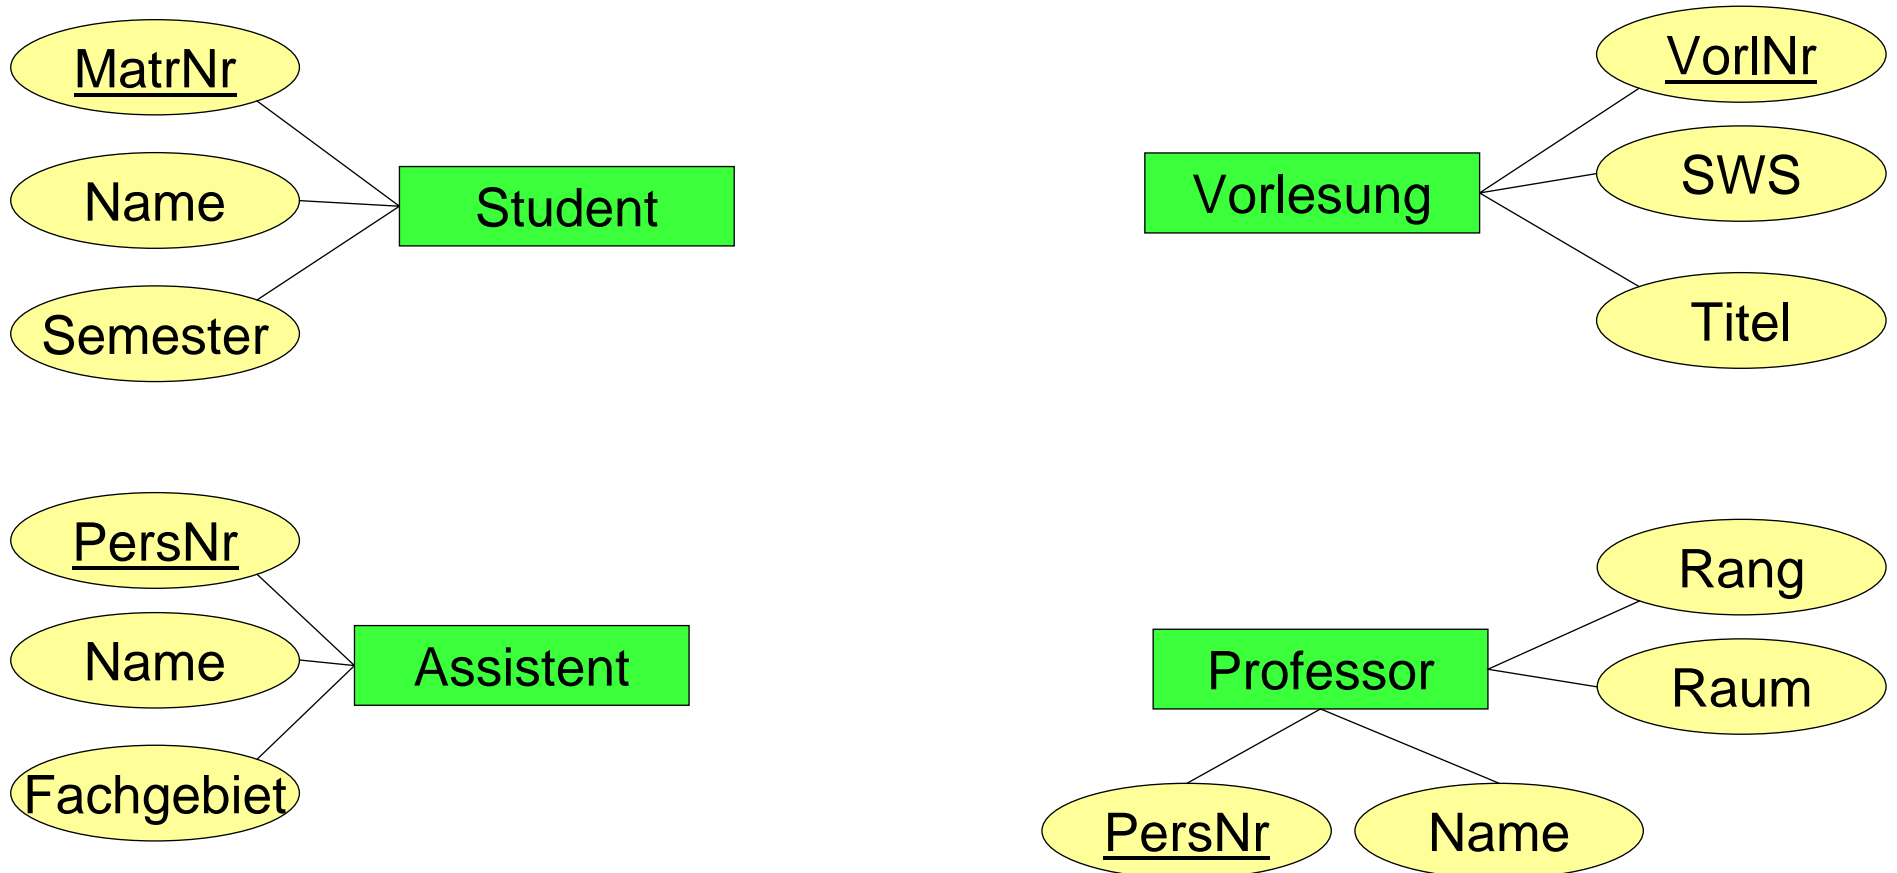 MatrNr
Name
Student
Semester
VorlNr
SWS
Vorlesung
Titel
PersNr
Name
Assistent
Fachgebiet
Rang
Professor
Raum
PersNr
Name